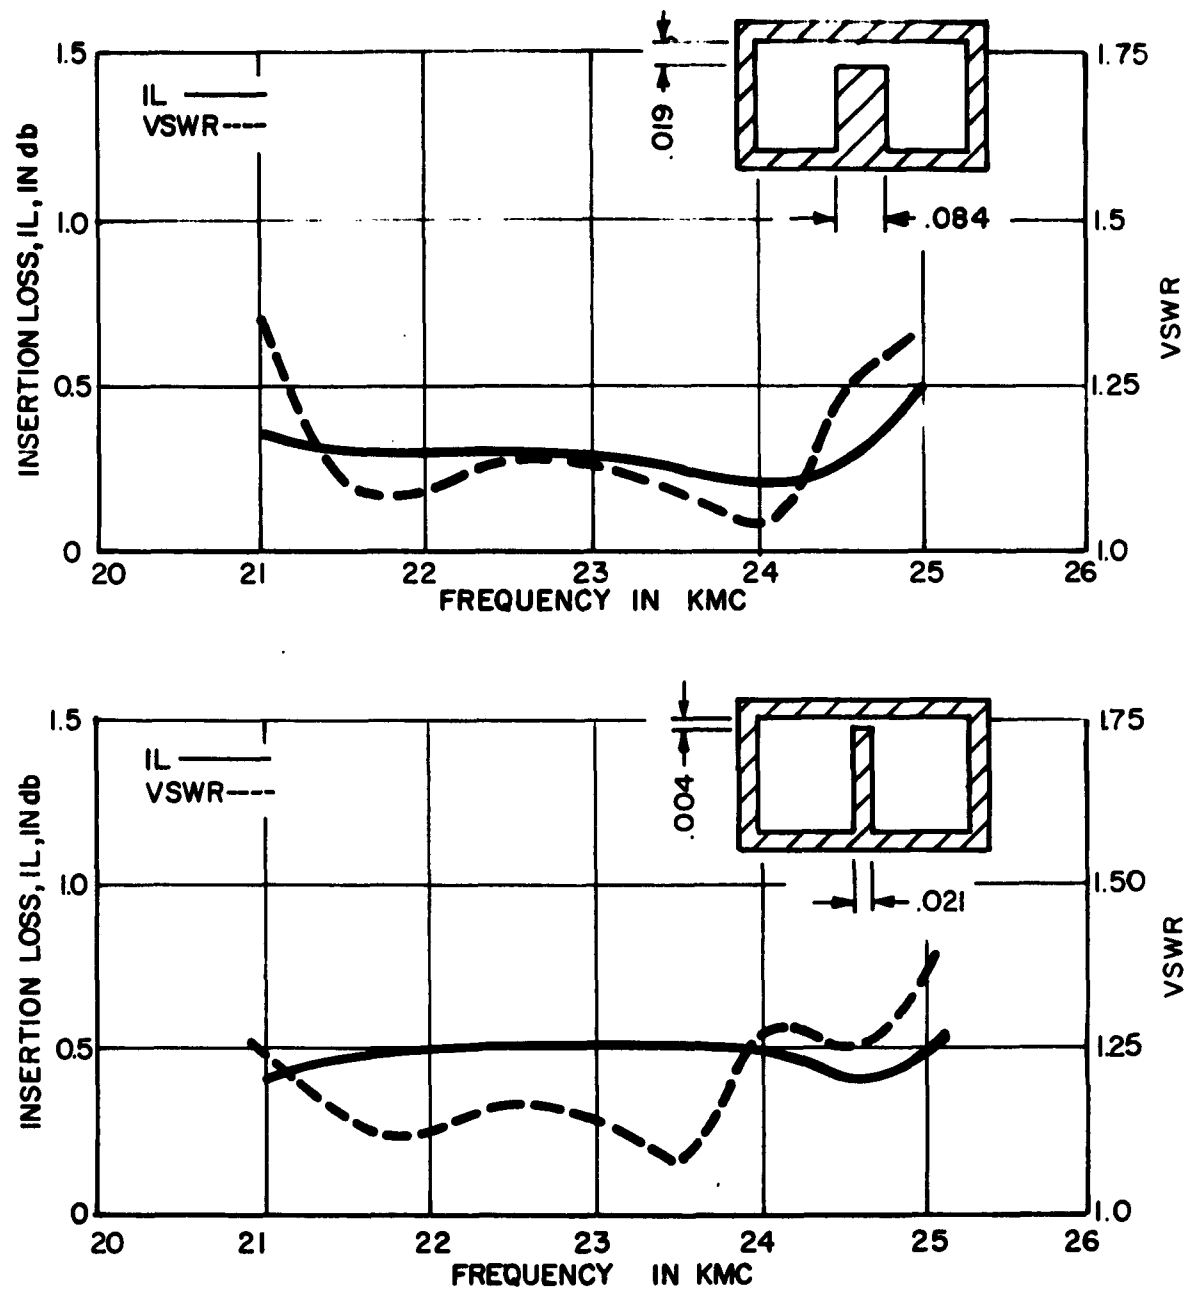 1.5
IL
VSWR
.019
1.75
1.0
.084
1.5
INSERTION LOSS, IL, IN db
VSWR
0.5
1.25
0
1.0
20 21 22 23 24 25 26
FREQUENCY IN KMC
1.5
IL
VSWR
.004
1.75
1.0
.021
1.50
INSERTION LOSS, IL, IN db
VSWR
0.5
1.25
0
1.0
20 21 22 23 24 25 26
FREQUENCY IN KMC